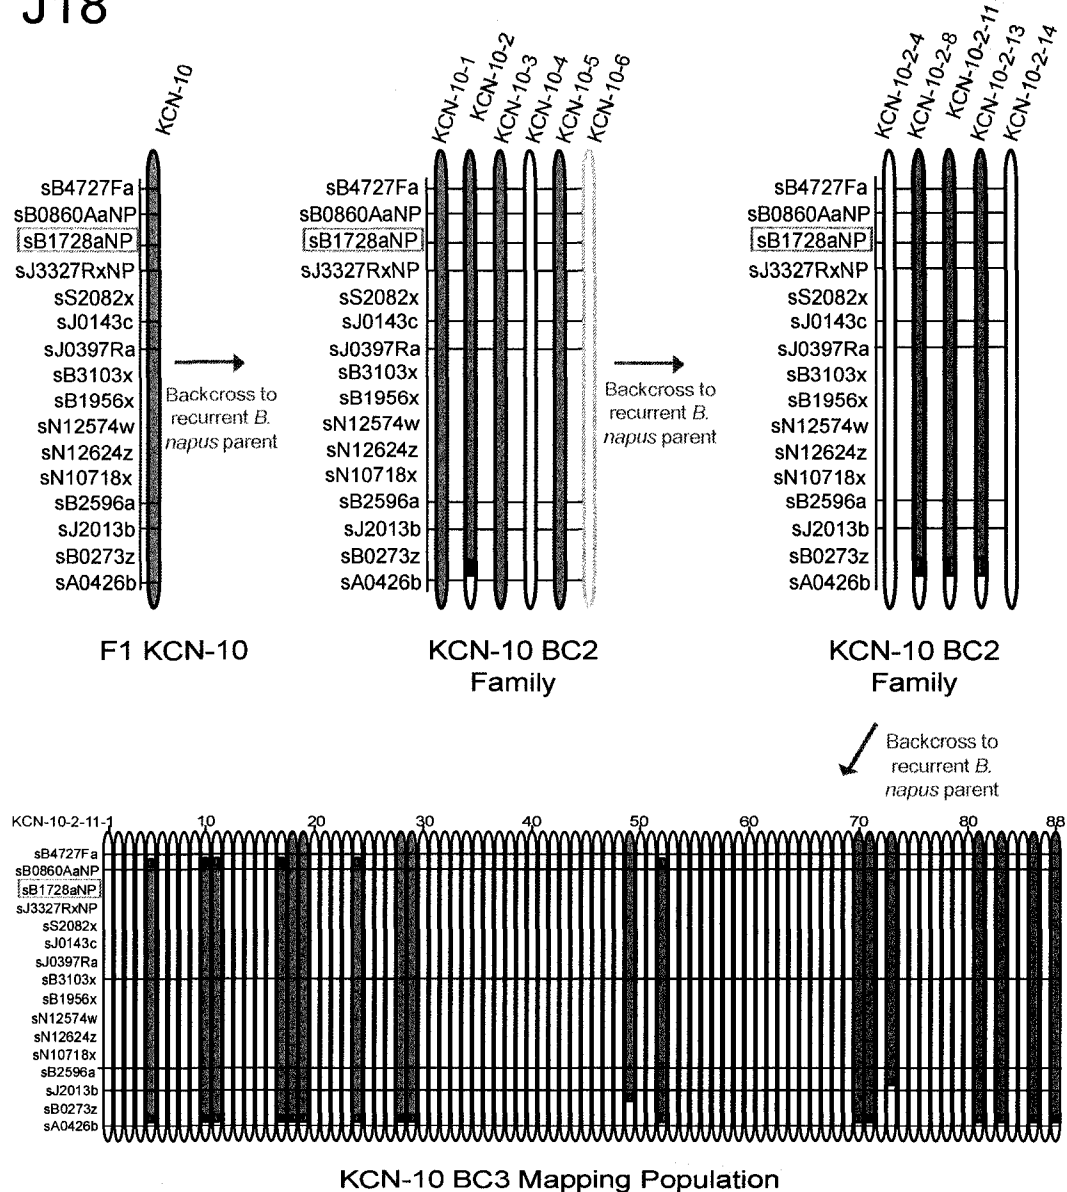 J18
KCN-10
sB4727Fa
sB0860AaNP
sB1728aNP
sJ3327RxNP
sS2082x
sJ0143c
sJ0397Ra
sB3103x
sB1956x
sN12574w
sN12624z
sN10718x
sB2596a
sJ2013b
sB0273z
sA0426b
F1 KCN-10
Backcross to
recurrent B.
napus parent
KCN-10-1
KCN-10-2
KCN-10-3
KCN-10-4
KCN-10-5
KCN-10-6
sB4727Fa
sB0860AaNP
sB1728aNP
sJ3327RxNP
sS2082x
sJ0143c
sJ0397Ra
sB3103x
sB1956x
sN12574w
sN12624z
sN10718x
sB2596a
sJ2013b
sB0273z
sA0426b
KCN-10 BC2
Family
Backcross to
recurrent B.
napus parent
KCN-10-2-4
KCN-10-2-8
KCN-10-2-11
KCN-10-2-13
KCN-10-2-14
sB4727Fa
sB0860AaNP
sB1728aNP
sJ3327RxNP
sS2082x
sJ0143c
sJ0397Ra
sB3103x
sB1956x
sN12574w
sN12624z
sN10718x
sB2596a
sJ2013b
sB0273z
sA0426b
KCN-10 BC2
Family
Backcross to
recurrent B.
napus parent
KCN-10-2-11-1 10 20 30 40 50 60 70 80 88
sB4727Fa
sB0860AaNP
sB1728aNP
sJ3327RxNP
sS2082x
sJ0143c
sJ0397Ra
sB3103x
sB1956x
sN12574w
sN12624z
sN10718x
sB2596a
sJ2013b
sB0273z
sA0426b
KCN-10 BC3 Mapping Population